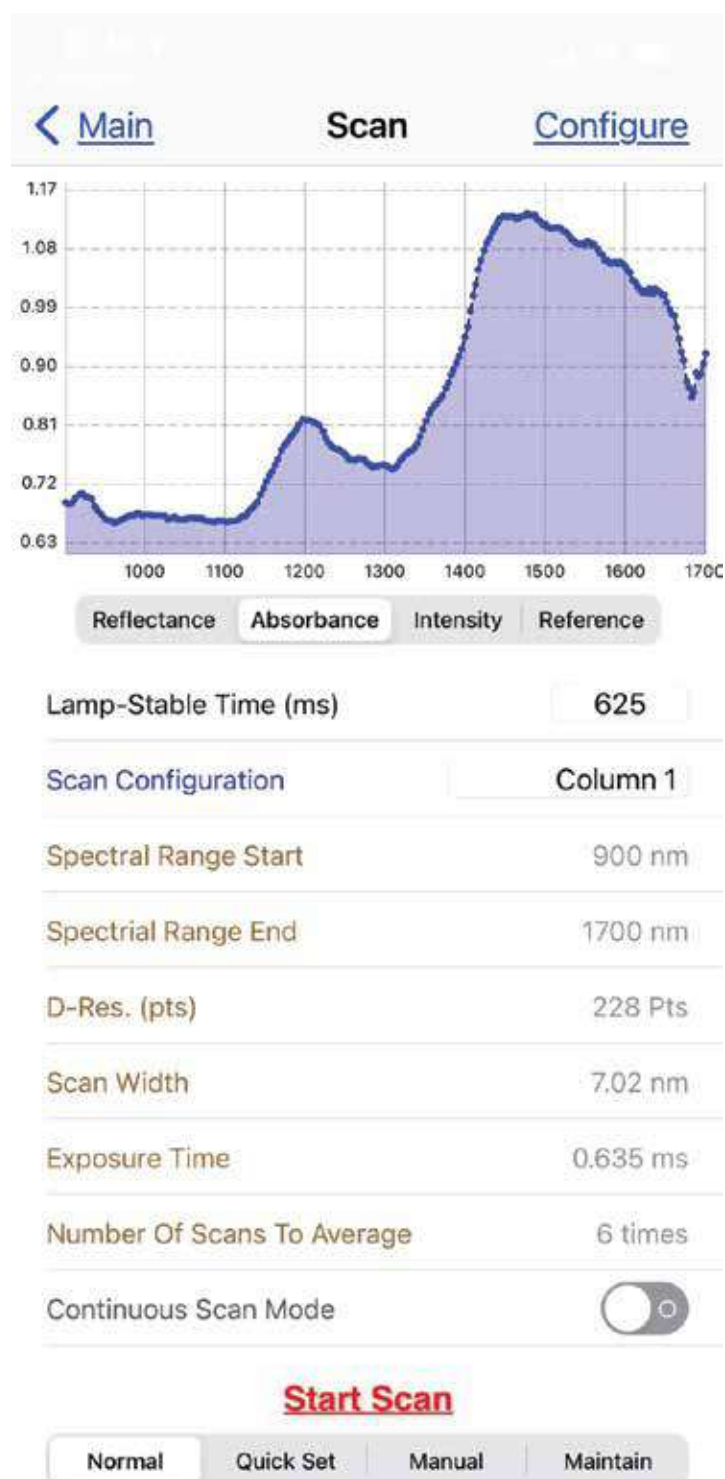 Main Scan Configure
1.17
1.08
0.99
0.90
0.81
0.72
0.63
1000 1100 1200 1300 1400 1500 1600 1700
Reflectance Absorbance Intensity Reference
Lamp-Stable Time (ms) 625
Scan Configuration Column 1
Spectral Range Start 900 nm
Spectrial Range End 1700 nm
D-Res. (pts) 228 Pts
Scan Width 7.02 nm
Exposure Time 0.635 ms
Number Of Scans To Average 6 times
Continuous Scan Mode
Start Scan
Normal Quick Set Manual Maintain